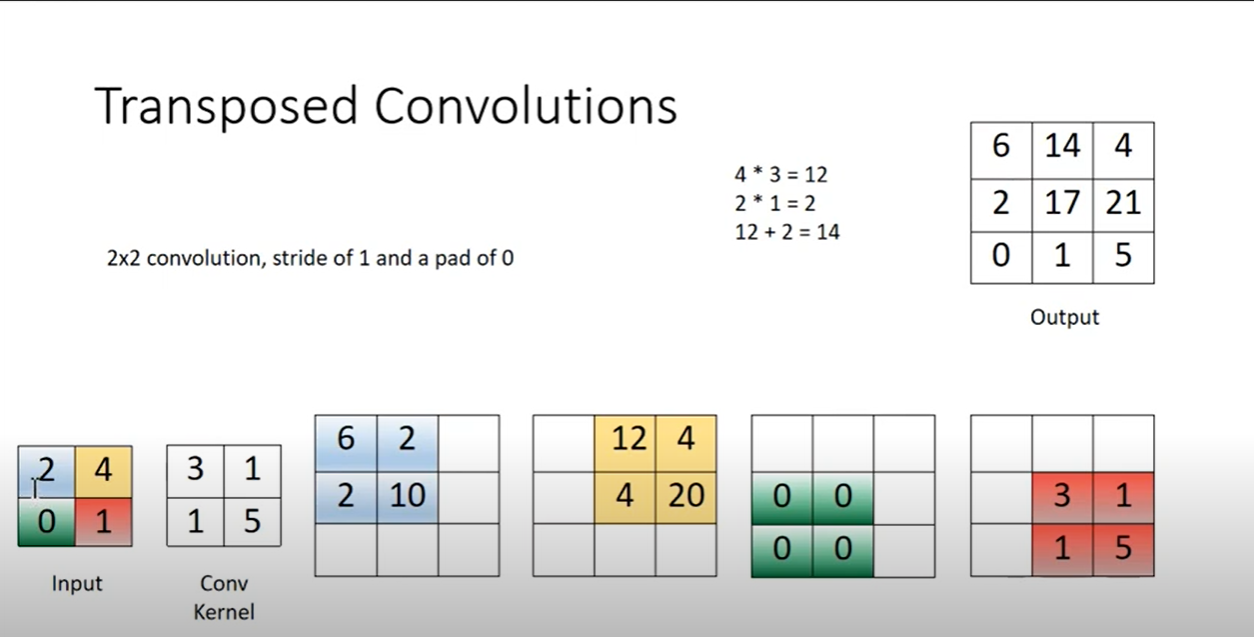 Transposed Convolutions
4 * 3 = 12
2 * 1 = 2
12 + 2 = 14
2x2 convolution, stride of 1 and a pad of 0
6 14 4
2 17 21
0 1 5
Output
2 4
0 1
Input
3 1
1 5
Conv
Kernel
6 2
2 10
12 4
4 20
0 0
0 0
3 1
1 5